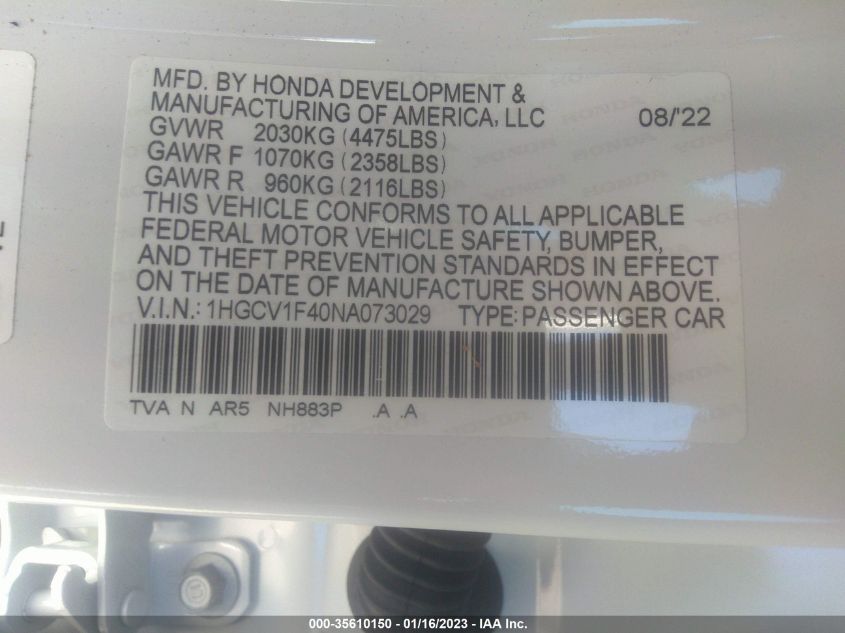 MFD. BY HONDA DEVELOPMENT &
MANUFACTURING OF AMERICA, LLC 08/'22
GVWR 2030KG (4475LBS)
GAWR F 1070KG (2358LBS)
GAWR R 960KG (2116LBS)
THIS VEHICLE CONFORMS TO ALL APPLICABLE
FEDERAL MOTOR VEHICLE SAFETY, BUMPER,
AND THEFT PREVENTION STANDARDS IN EFFECT
ON THE DATE OF MANUFACTURE SHOWN ABOVE.
V.I.N.: 1HGCV1F40NA073029 TYPE: PASSENGER CAR
TVA N AR5 NH883P .A .A
000-35610150 - 01/16/2023 - IAA Inc.